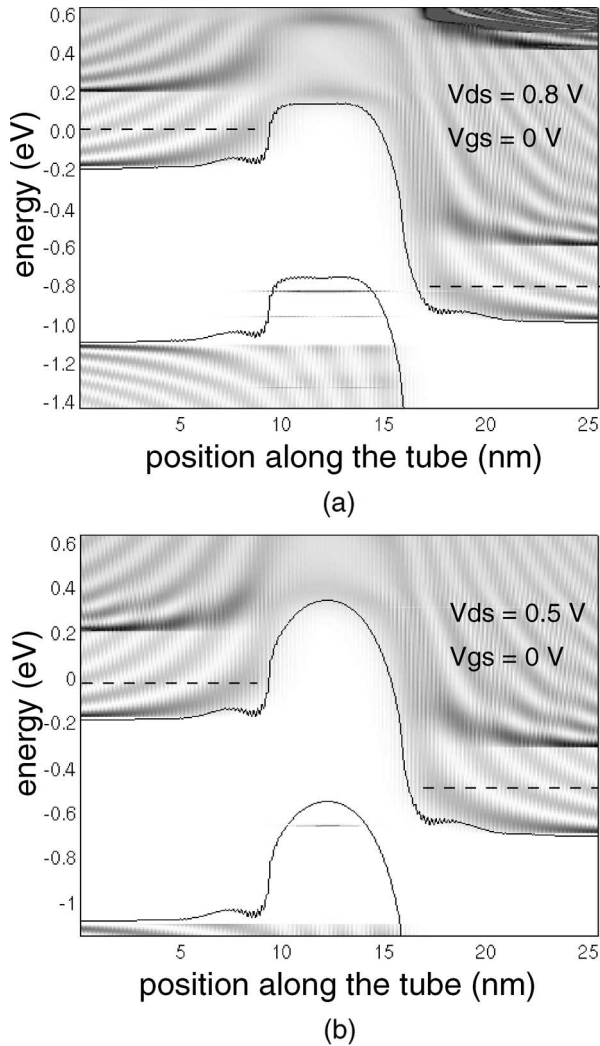 0.6
0.4
0.2
0.0
-0.2
-0.4
-0.6
-0.8
-1.0
-1.2
-1.4
energy (eV)
Vds = 0.8 V
Vgs = 0 V
5 10 15 20 25
position along the tube (nm)
(a)
0.6
0.4
0.2
0
-0.2
-0.4
-0.6
-0.8
-1
energy (eV)
Vds = 0.5 V
Vgs = 0 V
5 10 15 20 25
position along the tube (nm)
(b)